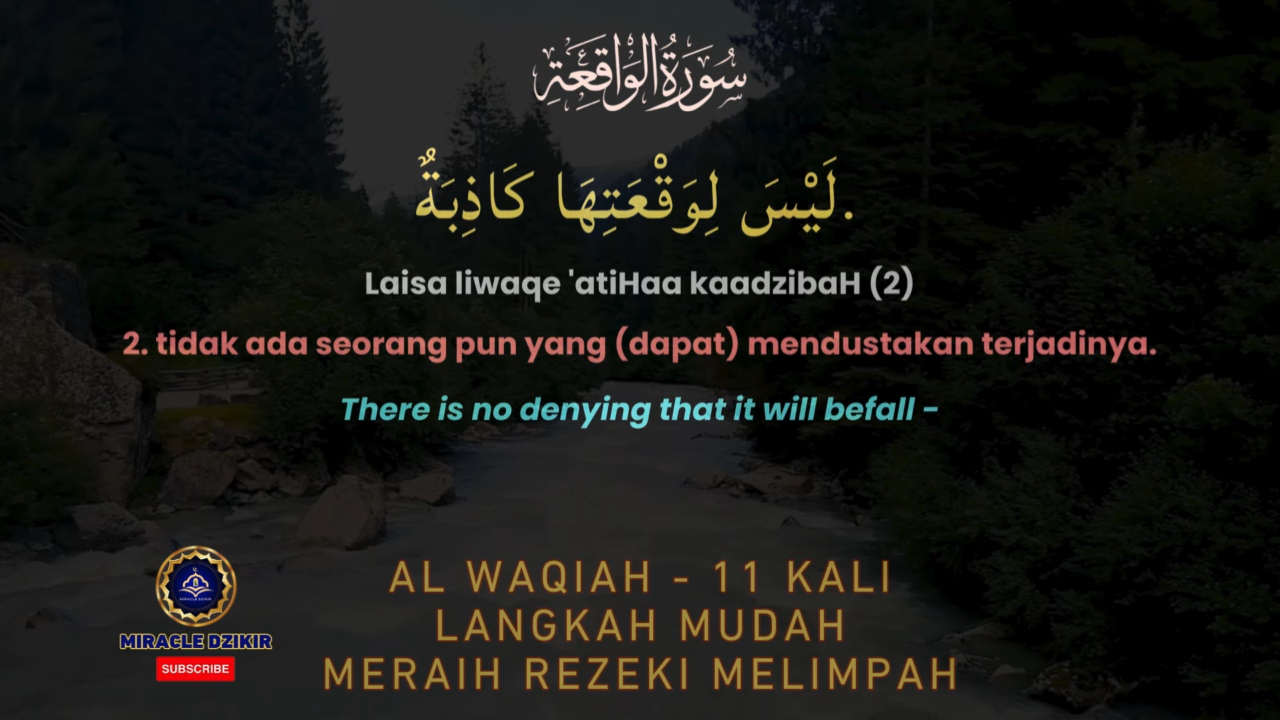 سُورَةُ الوَاقِعَةِ
لَيْسَ لِوَقْعَتِهَا كَاذِبَةٌ.
Laisa liwaqe 'atiHaa kaadzibaH (2)
2. tidak ada seorang pun yang (dapat) mendustakan terjadinya.
There is no denying that it will befall -
AL WAQIAH - 11 KALI
LANGKAH MUDAH
MERAIH REZEKI MELIMPAH
MIRACLE DZIKIR
MIRACLE DZIKIR
SUBSCRIBE